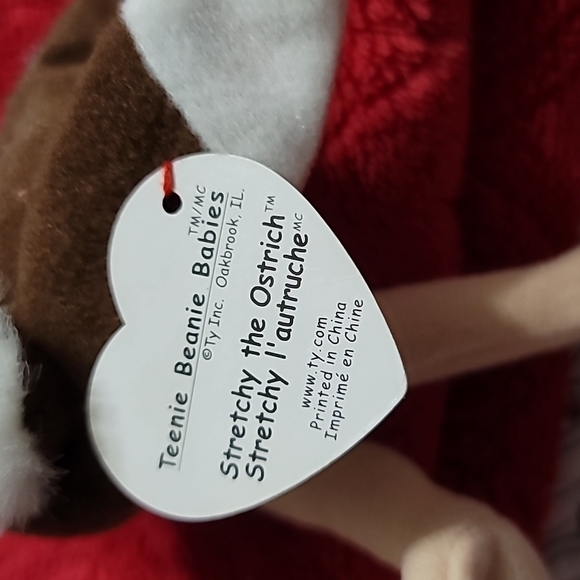 Teenie Beanie Babies TM/MC
©Ty Inc. Oakbrook, IL.
Stretchy the Ostrich™
Stretchy l'autruche MC
www.ty.com
Printed in China
Imprimé en Chine